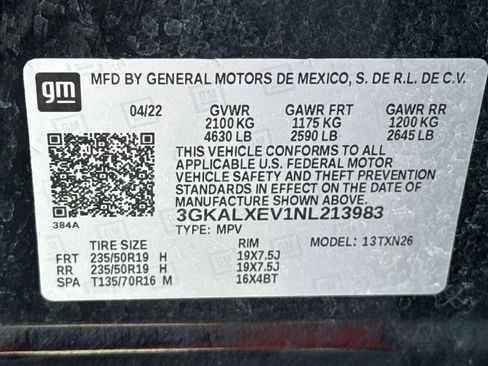 gm MFD BY GENERAL MOTORS DE MEXICO, S. DE R.L. DE C.V.
04/22 GVWR GAWR FRT GAWR RR
2100 KG 1175 KG 1200 KG
4630 LB 2590 LB 2645 LB
THIS VEHICLE CONFORMS TO ALL
APPLICABLE U.S. FEDERAL MOTOR
VEHICLE SAFETY AND THEFT PREVENTION
STANDARDS IN EFFECT ON THE DATE OF
MANUFACTURE SHOWN ABOVE.
384A 3GKALXEV1NL213983
TYPE: MPV MODEL: 13TXN26
TIRE SIZE RIM
FRT 235/50R19 H 19X7.5J
RR 235/50R19 H 19X7.5J
SPA T135/70R16 M 16X4BT